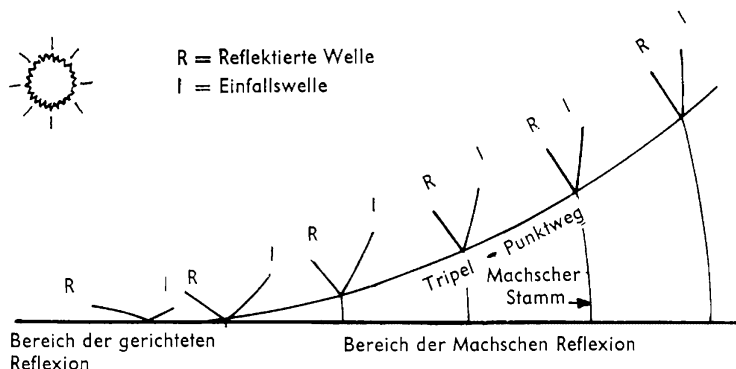 R = Reflektierte Welle
I = Einfallswelle
R I
R I
R I
R I
R I
R I
Tripel - Punktweg
Machscher
Stamm
Bereich der gerichteten
Reflexion
Bereich der Machschen Reflexion